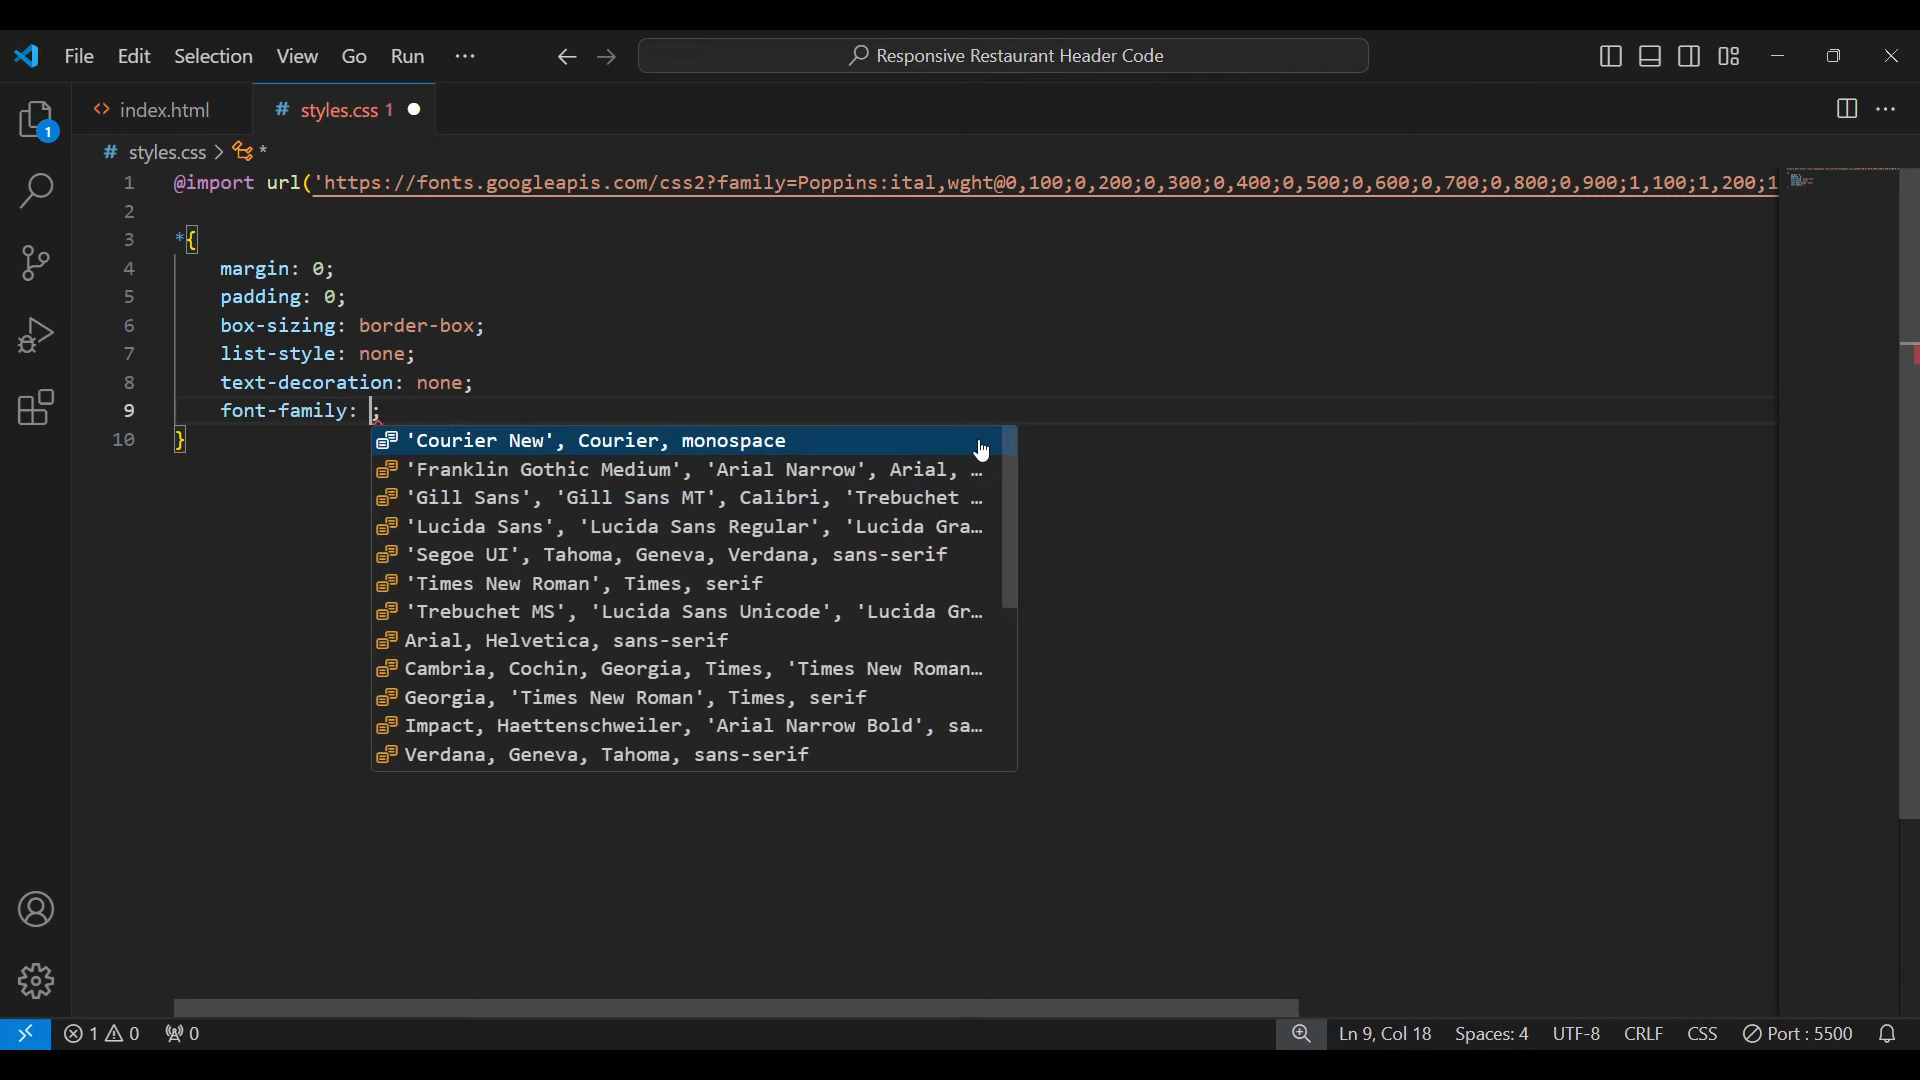 File Edit Selection View Go Run ··· Responsive Restaurant Header Code
index.html # styles.css 1
# styles.css > *
1 @import url('https://fonts.googleapis.com/css2?family=Poppins:ital,wght@0,100;0,200;0,300;0,400;0,500;0,600;0,700;0,800;0,900;1,100;1,200;1
2
3 *{
4 margin: 0;
5 padding: 0;
6 box-sizing: border-box;
7 list-style: none;
8 text-decoration: none;
9 font-family: ;
10 }
'Courier New', Courier, monospace
'Franklin Gothic Medium', 'Arial Narrow', Arial, …
'Gill Sans', 'Gill Sans MT', Calibri, 'Trebuchet …
'Lucida Sans', 'Lucida Sans Regular', 'Lucida Gra…
'Segoe UI', Tahoma, Geneva, Verdana, sans-serif
'Times New Roman', Times, serif
'Trebuchet MS', 'Lucida Sans Unicode', 'Lucida Gr…
Arial, Helvetica, sans-serif
Cambria, Cochin, Georgia, Times, 'Times New Roman…
Georgia, 'Times New Roman', Times, serif
Impact, Haettenschweiler, 'Arial Narrow Bold', sa…
Verdana, Geneva, Tahoma, sans-serif
1
1 0 0 Ln 9, Col 18 Spaces: 4 UTF-8 CRLF CSS Port : 5500